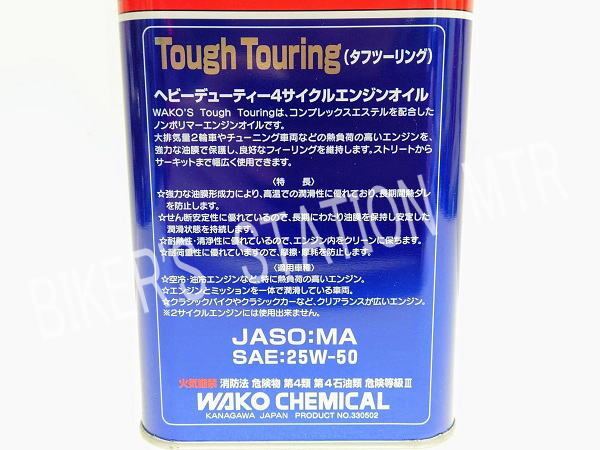 Tough Touring (タフツーリング)
ヘビーデューティー4サイクルエンジンオイル
WAKO'S Tough Touringは、コンプレックスエステルを配合した
ノンポリマーエンジンオイルです。
大排気量2輪車やチューニング車両などの熱負荷の高いエンジンを、
強力な油膜で保護し、良好なフィーリングを維持します。ストリートから
サーキットまで幅広く使用できます。
〈特 長〉
☆強力な油膜形成力により、高温での潤滑性に優れており、長期間熱ダレ
を防止します。
☆せん断安定性に優れているので、長期にわたり油膜を保持し安定した
潤滑状態を持続します。
☆耐熱性・清浄性に優れているので、エンジン内をクリーンに保ちます。
☆耐荷重性に優れていますので、摩擦・摩耗を防止します。
〈適用車種〉
☆空冷・油冷エンジンなど、特に熱負荷の高いエンジン。
☆エンジンとミッションを一体で潤滑している車両。
☆クラシックバイクやクラシックカーなど、クリアランスが広いエンジン。
※2サイクルエンジンには使用出来ません。
JASO:MA
SAE:25W-50
火気厳禁 消防法 危険物 第4類 第4石油類 危険等級Ⅲ
WAKO CHEMICAL
KANAGAWA JAPAN PRODUCT NO.330502
BIKER'S STATION MTR